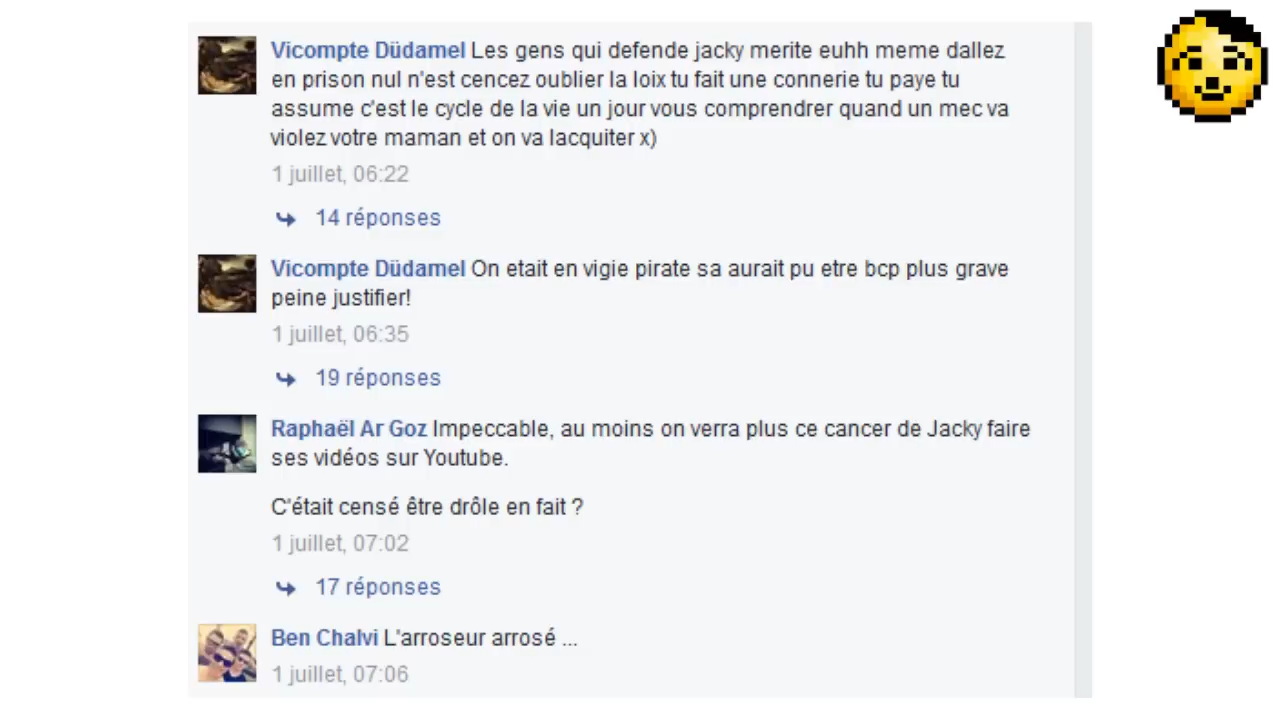 Vicompte Düdamel Les gens qui defende jacky merite euhh meme dallez
en prison nul n'est cencez oublier la loix tu fait une connerie tu paye tu
assume c'est le cycle de la vie un jour vous comprendrer quand un mec va
violez votre maman et on va lacquiter x)
1 juillet, 06:22
14 réponses
Vicompte Düdamel On etait en vigie pirate sa aurait pu etre bcp plus grave
peine justifier!
1 juillet, 06:35
19 réponses
Raphaël Ar Goz Impeccable, au moins on verra plus ce cancer de Jacky faire
ses vidéos sur Youtube.
C'était censé être drôle en fait ?
1 juillet, 07:02
17 réponses
Ben Chalvi L'arroseur arrosé ...
1 juillet, 07:06